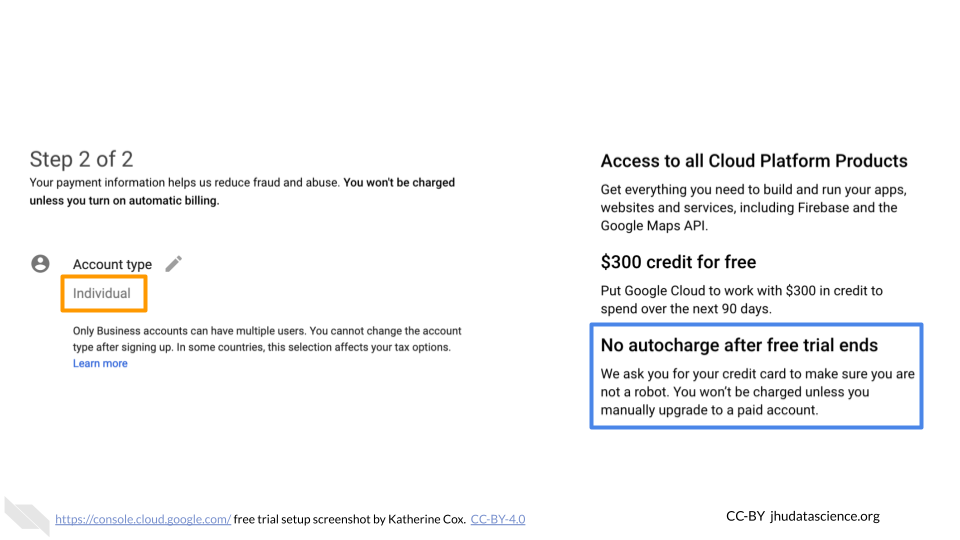 Step 2 of 2
Your payment information helps us reduce fraud and abuse. You won't be charged
unless you turn on automatic billing.
Account type
Individual
Only Business accounts can have multiple users. You cannot change the account
type after signing up. In some countries, this selection affects your tax options.
Learn more
Access to all Cloud Platform Products
Get everything you need to build and run your apps,
websites and services, including Firebase and the
Google Maps API.
$300 credit for free
Put Google Cloud to work with $300 in credit to
spend over the next 90 days.
No autocharge after free trial ends
We ask you for your credit card to make sure you are
not a robot. You won't be charged unless you
manually upgrade to a paid account.
https://console.cloud.google.com/ free trial setup screenshot by Katherine Cox. CC-BY-4.0
CC-BY jhudatascience.org